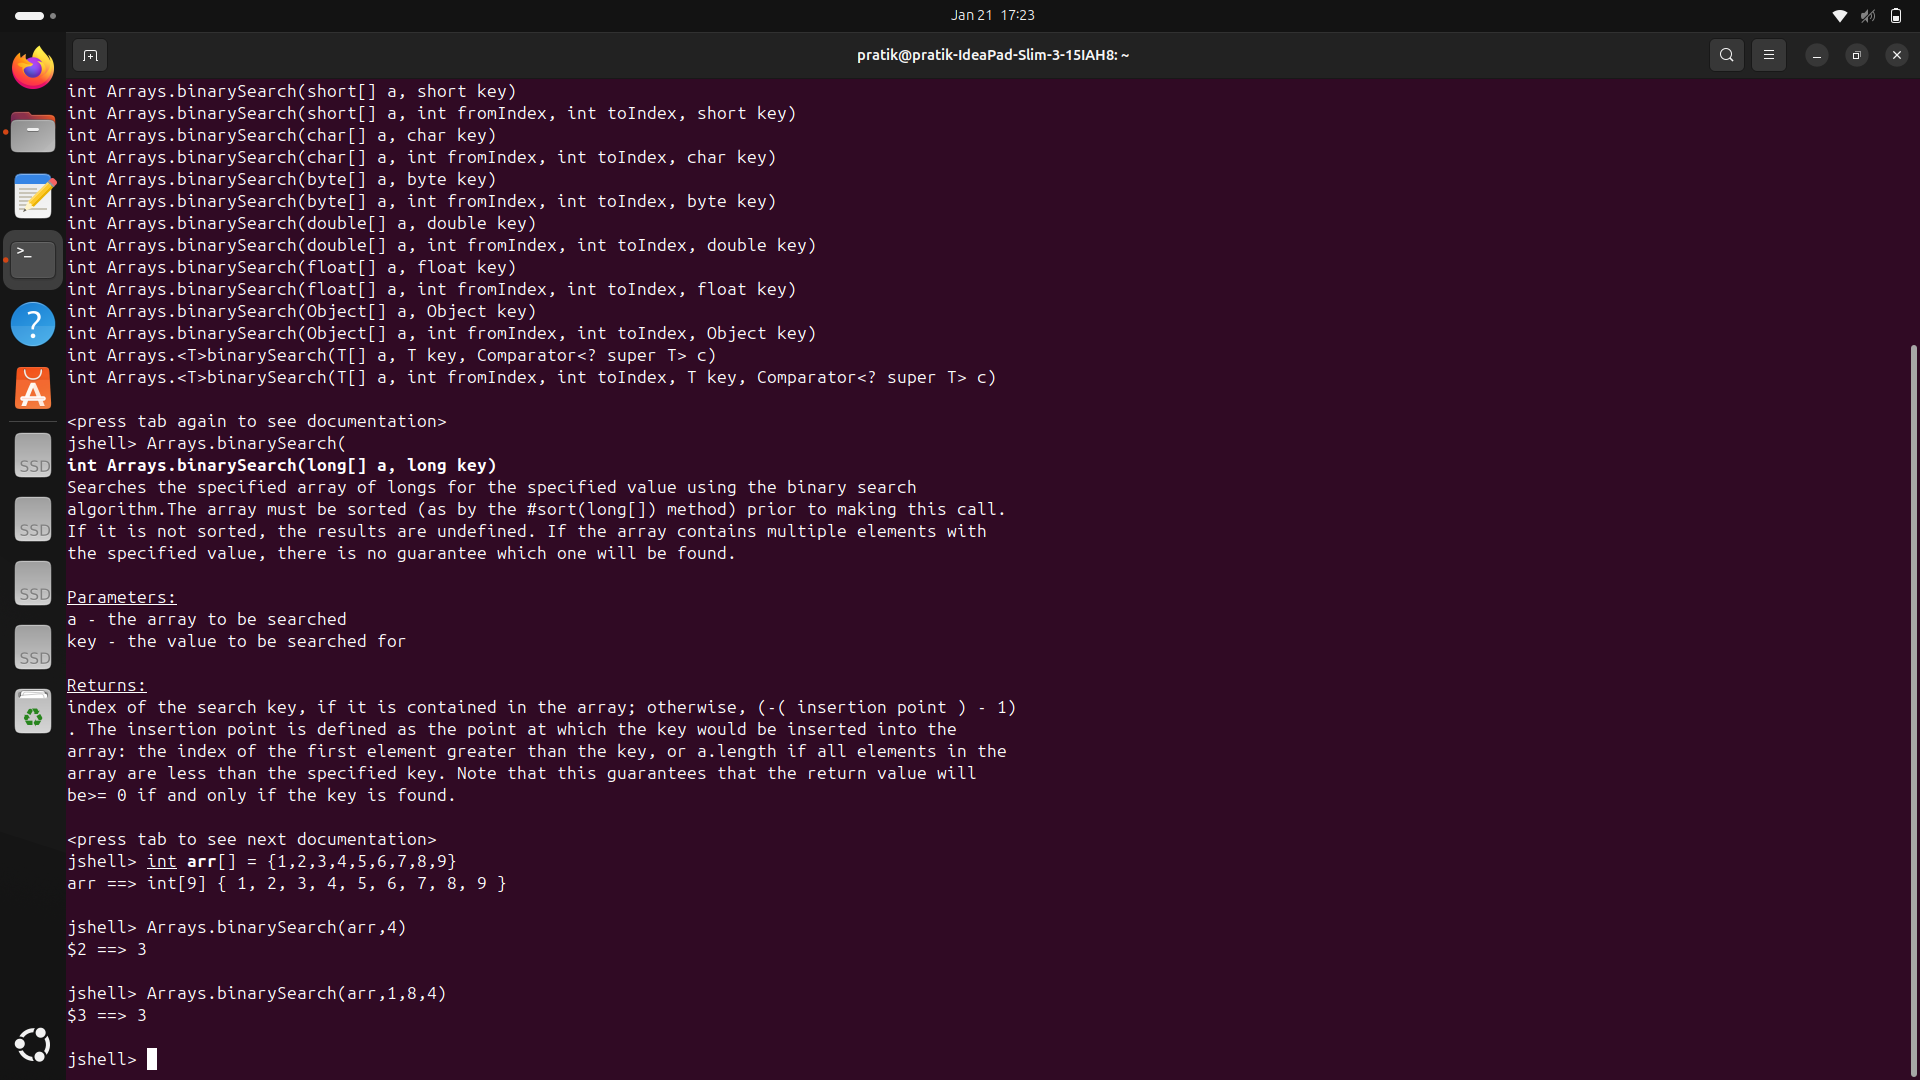 Jan 21 17:23
pratik@pratik-IdeaPad-Slim-3-15IAH8: ~
int Arrays.binarySearch(short[] a, short key)
int Arrays.binarySearch(short[] a, int fromIndex, int toIndex, short key)
int Arrays.binarySearch(char[] a, char key)
int Arrays.binarySearch(char[] a, int fromIndex, int toIndex, char key)
int Arrays.binarySearch(byte[] a, byte key)
int Arrays.binarySearch(byte[] a, int fromIndex, int toIndex, byte key)
int Arrays.binarySearch(double[] a, double key)
int Arrays.binarySearch(double[] a, int fromIndex, int toIndex, double key)
int Arrays.binarySearch(float[] a, float key)
int Arrays.binarySearch(float[] a, int fromIndex, int toIndex, float key)
int Arrays.binarySearch(Object[] a, Object key)
int Arrays.binarySearch(Object[] a, int fromIndex, int toIndex, Object key)
int Arrays.<T>binarySearch(T[] a, T key, Comparator<? super T> c)
int Arrays.<T>binarySearch(T[] a, int fromIndex, int toIndex, T key, Comparator<? super T> c)
<press tab again to see documentation>
jshell> Arrays.binarySearch(
int Arrays.binarySearch(long[] a, long key)
Searches the specified array of longs for the specified value using the binary search
algorithm.The array must be sorted (as by the #sort(long[]) method) prior to making this call.
If it is not sorted, the results are undefined. If the array contains multiple elements with
the specified value, there is no guarantee which one will be found.
Parameters:
a - the array to be searched
key - the value to be searched for
Returns:
index of the search key, if it is contained in the array; otherwise, (-( insertion point ) - 1)
. The insertion point is defined as the point at which the key would be inserted into the
array: the index of the first element greater than the key, or a.length if all elements in the
array are less than the specified key. Note that this guarantees that the return value will
be>= 0 if and only if the key is found.
<press tab to see next documentation>
jshell> int arr[] = {1,2,3,4,5,6,7,8,9}
arr ==> int[9] { 1, 2, 3, 4, 5, 6, 7, 8, 9 }
jshell> Arrays.binarySearch(arr,4)
$2 ==> 3
jshell> Arrays.binarySearch(arr,1,8,4)
$3 ==> 3
jshell>
>_
?
A
SSD
SSD
SSD
SSD